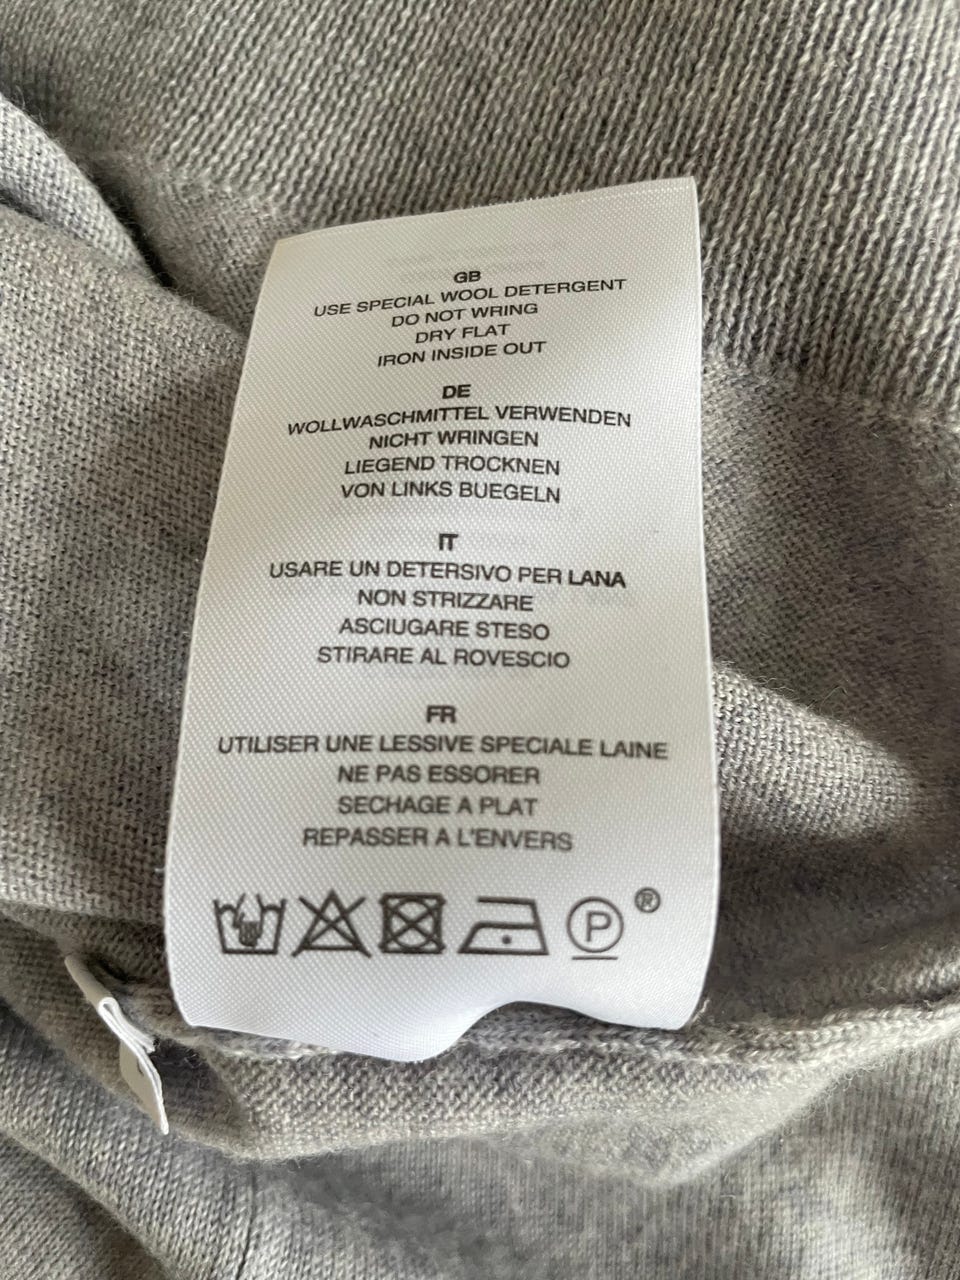 GB
USE SPECIAL WOOL DETERGENT
DO NOT WRING
DRY FLAT
IRON INSIDE OUT
DE
WOLLWASCHMITTEL VERWENDEN
NICHT WRINGEN
LIEGEND TROCKNEN
VON LINKS BUEGELN
IT
USARE UN DETERSIVO PER LANA
NON STRIZZARE
ASCIUGARE STESO
STIRARE AL ROVESCIO
FR
UTILISER UNE LESSIVE SPECIALE LAINE
NE PAS ESSORER
SECHAGE A PLAT
REPASSER A L'ENVERS
P ®